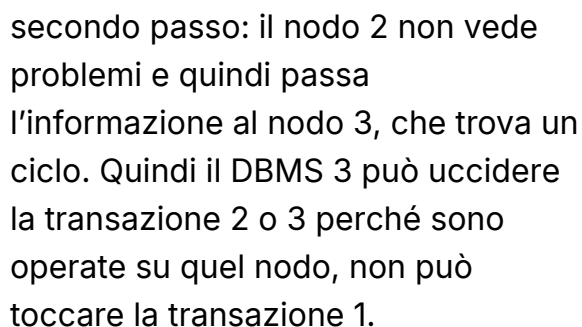 secondo passo: il nodo 2 non vede
problemi e quindi passa
l’informazione al nodo 3, che trova un
ciclo. Quindi il DBMS 3 può uccidere
la transazione 2 o 3 perché sono
operate su quel nodo, non può
toccare la transazione 1.